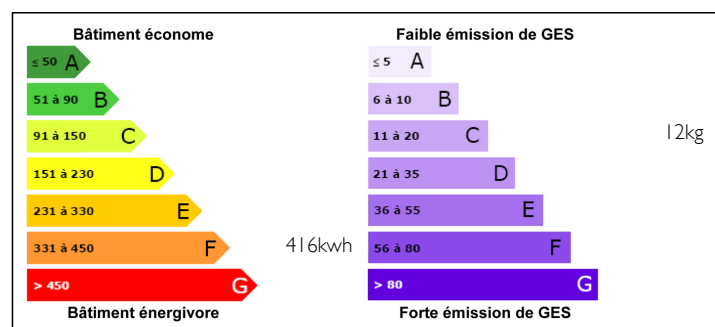 Bâtiment économe
≤ 50 A
51 à 90 B
91 à 150 C
151 à 230 D
231 à 330 E
331 à 450 F
416kwh
> 450 G
Bâtiment énergivore
Faible émission de GES
≤ 5 A
6 à 10 B
11 à 20 C
12kg
21 à 35 D
36 à 55 E
56 à 80 F
> 80 G
Forte émission de GES